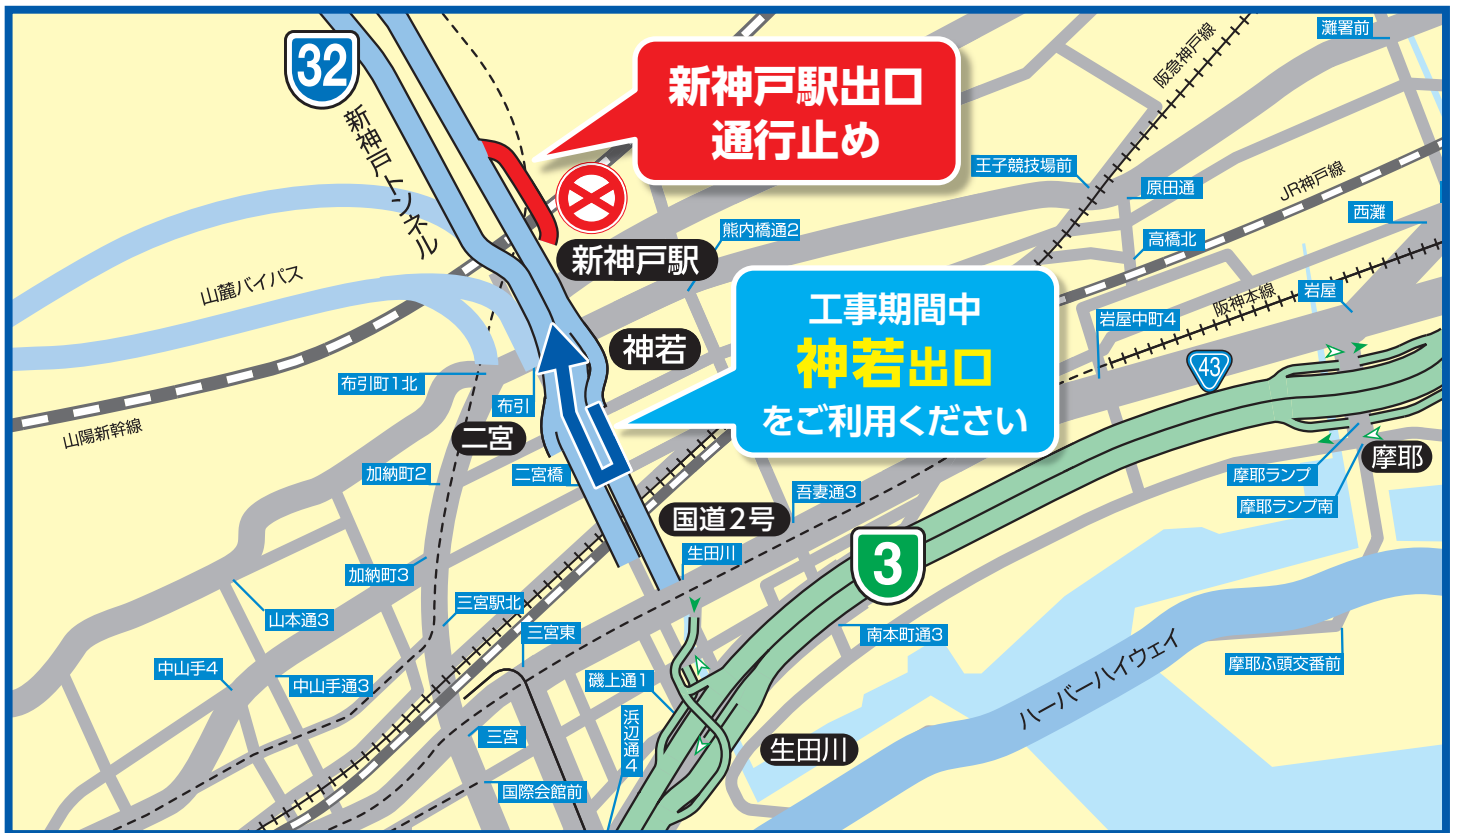 32
新神戸トンネル
新神戸駅出口
通行止め
灘署前
阪急神戸線
王子競技場前
原田通
JR神戸線
西灘
熊内橋通2
高橋北
新神戸駅
山麓バイパス
工事期間中
神若出口
をご利用ください
阪神本線
岩屋
岩屋中町4
神若
43
布引町1北
布引
山陽新幹線
二宮
摩耶
加納町2
二宮橋
吾妻通3
摩耶ランプ
摩耶ランプ南
国道2号
生田川
3
加納町3
三宮駅北
山本通3
三宮東
南本町通3
中山手4
中山手通3
磯上通1
摩耶ふ頭交番前
ハーバーハイウェイ
浜辺通4
三宮
生田川
国際会館前